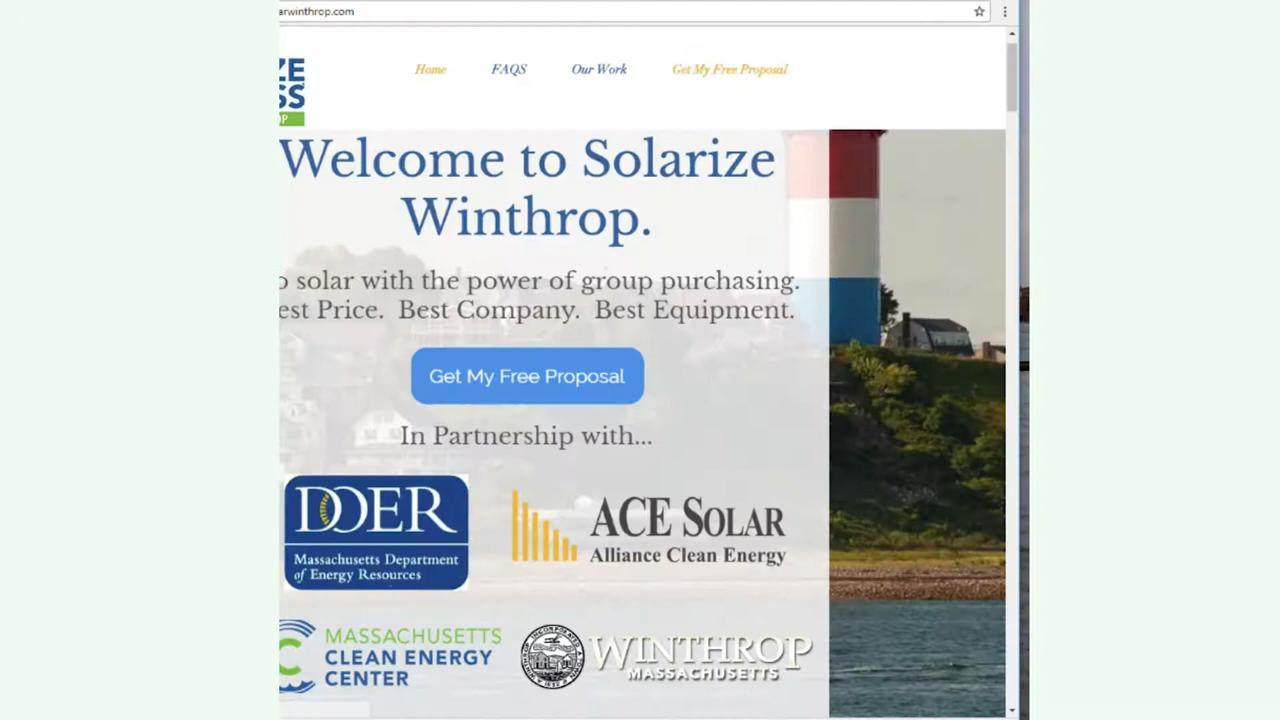 arwinthrop.com
ZE
SS
OP
Home FAQS Our Work Get My Free Proposal
Welcome to Solarize
Winthrop.
o solar with the power of group purchasing.
est Price. Best Company. Best Equipment.
Get My Free Proposal
In Partnership with...
DOER
Massachusetts Department
of Energy Resources
ACE SOLAR
Alliance Clean Energy
C
MASSACHUSETTS
CLEAN ENERGY
CENTER
WINTHROP
MASSACHUSETTS